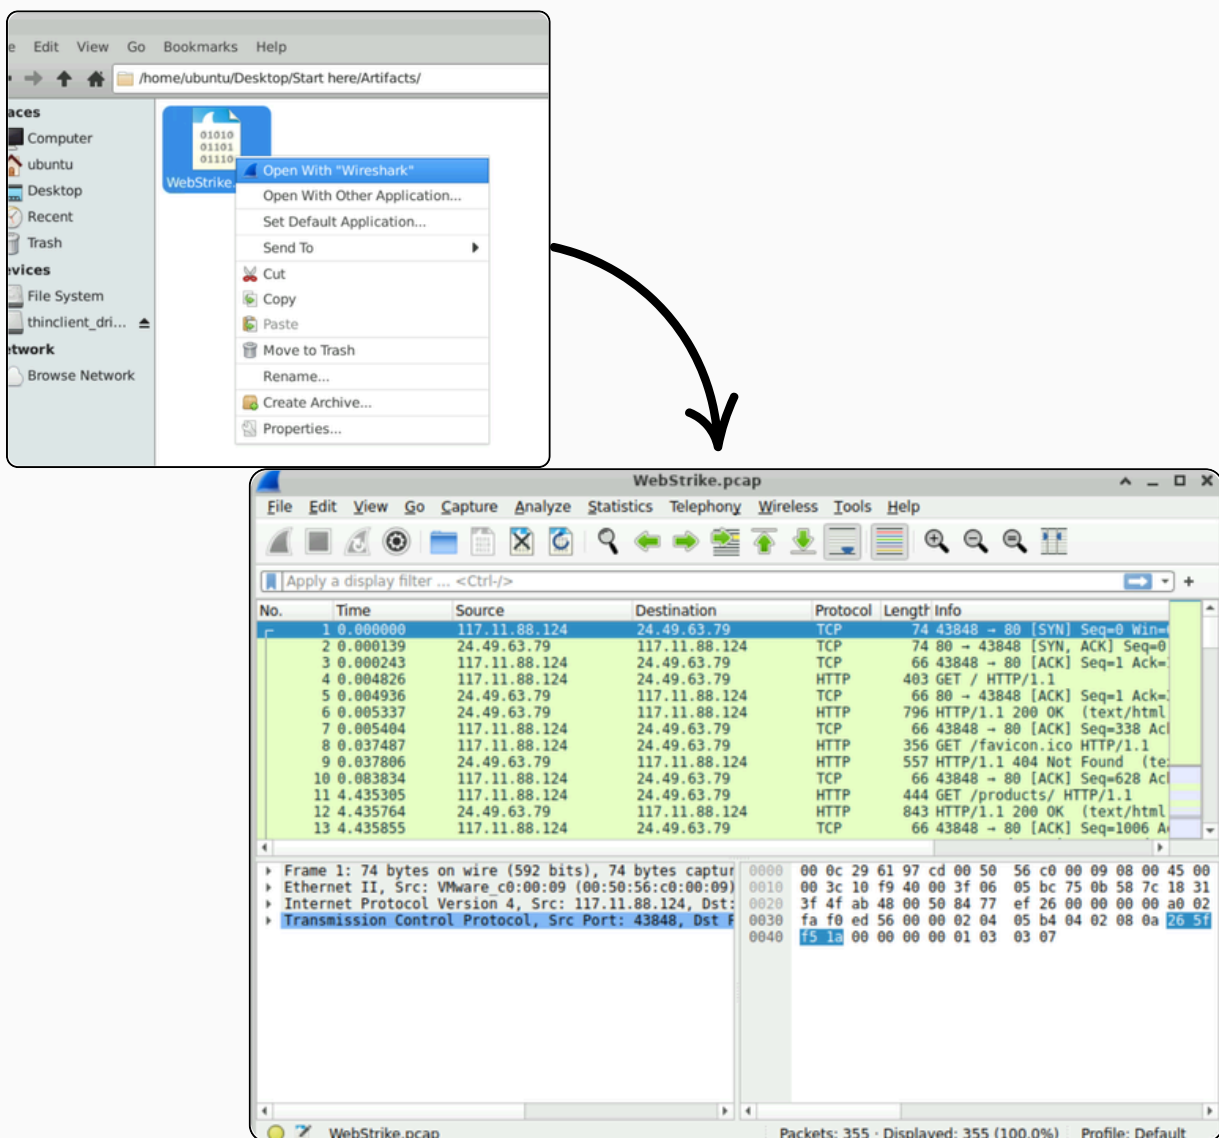 Edit View Go Bookmarks Help
/home/ubuntu/Desktop/Start here/Artifacts/
Computer
ubuntu
Desktop
Recent
Trash
File System
thinclient_dri...
Browse Network
01010
01101
01110
WebStrike.
Open With "Wireshark"
Open With Other Application...
Set Default Application...
Send To
Cut
Copy
Paste
Move to Trash
Rename...
Create Archive...
Properties...
WebStrike.pcap
File Edit View Go Capture Analyze Statistics Telephony Wireless Tools Help
Apply a display filter ... <Ctrl-/>
No. Time Source Destination Protocol Length Info
1 0.000000 117.11.88.124 24.49.63.79 TCP 74 43848 → 80 [SYN] Seq=0 Win=
2 0.000139 24.49.63.79 117.11.88.124 TCP 74 80 → 43848 [SYN, ACK] Seq=0
3 0.000243 117.11.88.124 24.49.63.79 TCP 66 43848 → 80 [ACK] Seq=1 Ack=
4 0.004826 117.11.88.124 24.49.63.79 HTTP 403 GET / HTTP/1.1
5 0.004936 24.49.63.79 117.11.88.124 TCP 66 80 → 43848 [ACK] Seq=1 Ack=
6 0.005337 24.49.63.79 117.11.88.124 HTTP 796 HTTP/1.1 200 OK (text/html
7 0.005404 117.11.88.124 24.49.63.79 TCP 66 43848 → 80 [ACK] Seq=338 Ac
8 0.037487 117.11.88.124 24.49.63.79 HTTP 356 GET /favicon.ico HTTP/1.1
9 0.037806 24.49.63.79 117.11.88.124 HTTP 557 HTTP/1.1 404 Not Found (te
10 0.083834 117.11.88.124 24.49.63.79 TCP 66 43848 → 80 [ACK] Seq=628 Ac
11 4.435305 117.11.88.124 24.49.63.79 HTTP 444 GET /products/ HTTP/1.1
12 4.435764 24.49.63.79 117.11.88.124 HTTP 843 HTTP/1.1 200 OK (text/html
13 4.435855 117.11.88.124 24.49.63.79 TCP 66 43848 → 80 [ACK] Seq=1006 A
Frame 1: 74 bytes on wire (592 bits), 74 bytes captur
Ethernet II, Src: VMware_c0:00:09 (00:50:56:c0:00:09)
Internet Protocol Version 4, Src: 117.11.88.124, Dst:
Transmission Control Protocol, Src Port: 43848, Dst
0000 00 0c 29 61 97 cd 00 50 56 c0 00 09 08 00 45 00
0010 00 3c 10 f9 40 00 3f 06 05 bc 75 0b 58 7c 18 31
0020 3f 4f ab 48 00 50 84 77 ef 26 00 00 00 00 a0 02
0030 fa f0 ed 56 00 00 02 04 05 b4 04 02 08 0a 26 5f
0040 f5 1a 00 00 00 00 01 03 03 07
WebStrike.pcap Packets: 355 · Displayed: 355 (100.0%) Profile: Default